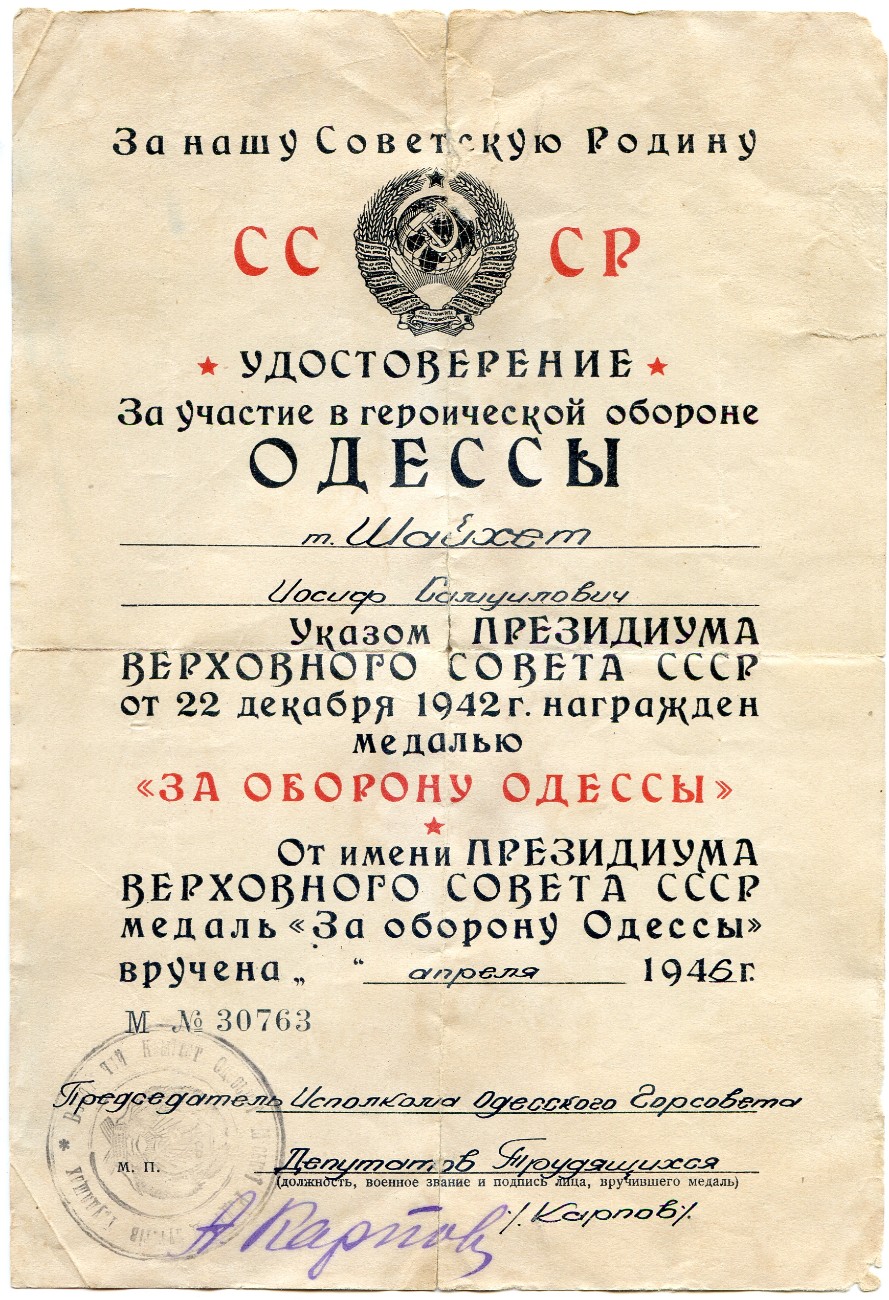 За нашу Советскую Родину
СС СР
УДОСТОВЕРЕНИЕ
За участие в героической обороне
ОДЕССЫ
т. Шайхет
Иосиф Самуилович
Указом ПРЕЗИДИУМА
ВЕРХОВНОГО СОВЕТА СССР
от 22 декабря 1942 г. награжден
медалью
«ЗА ОБОРОНУ ОДЕССЫ»
От имени ПРЕЗИДИУМА
ВЕРХОВНОГО СОВЕТА СССР
медаль «За оборону Одессы»
вручена „ “ апреля 1946 г.
М № 30763
Председатель Исполкома Одесского Горсовета
м. п. Депутатов Трудящихся
(должность, военное звание и подпись лица, вручившего медаль)
/. Карпов/.
А Карпов